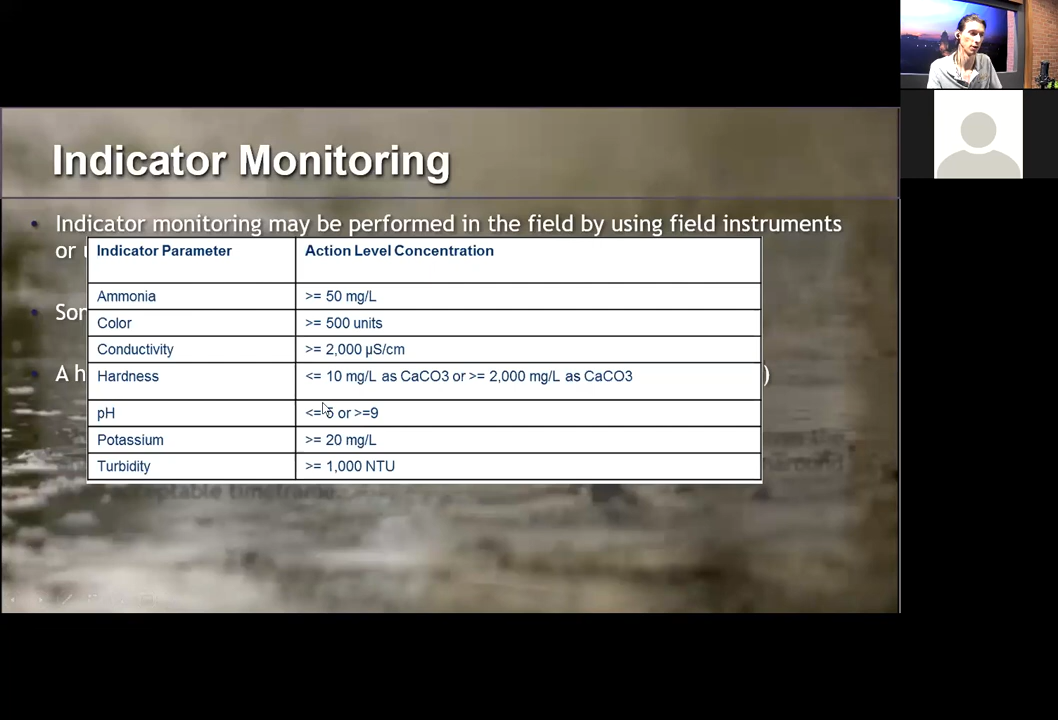 Indicator Monitoring
• Indicator monitoring may be performed in the field by using field instruments
or
Indicator Parameter Action Level Concentration
Ammonia >= 50 mg/L
Color >= 500 units
Conductivity >= 2,000 µS/cm
• A h )
Hardness <= 10 mg/L as CaCO3 or >= 2,000 mg/L as CaCO3
pH <= or >=9
Potassium >= 20 mg/L
Turbidity >= 1,000 NTU
acceptable timeframe.